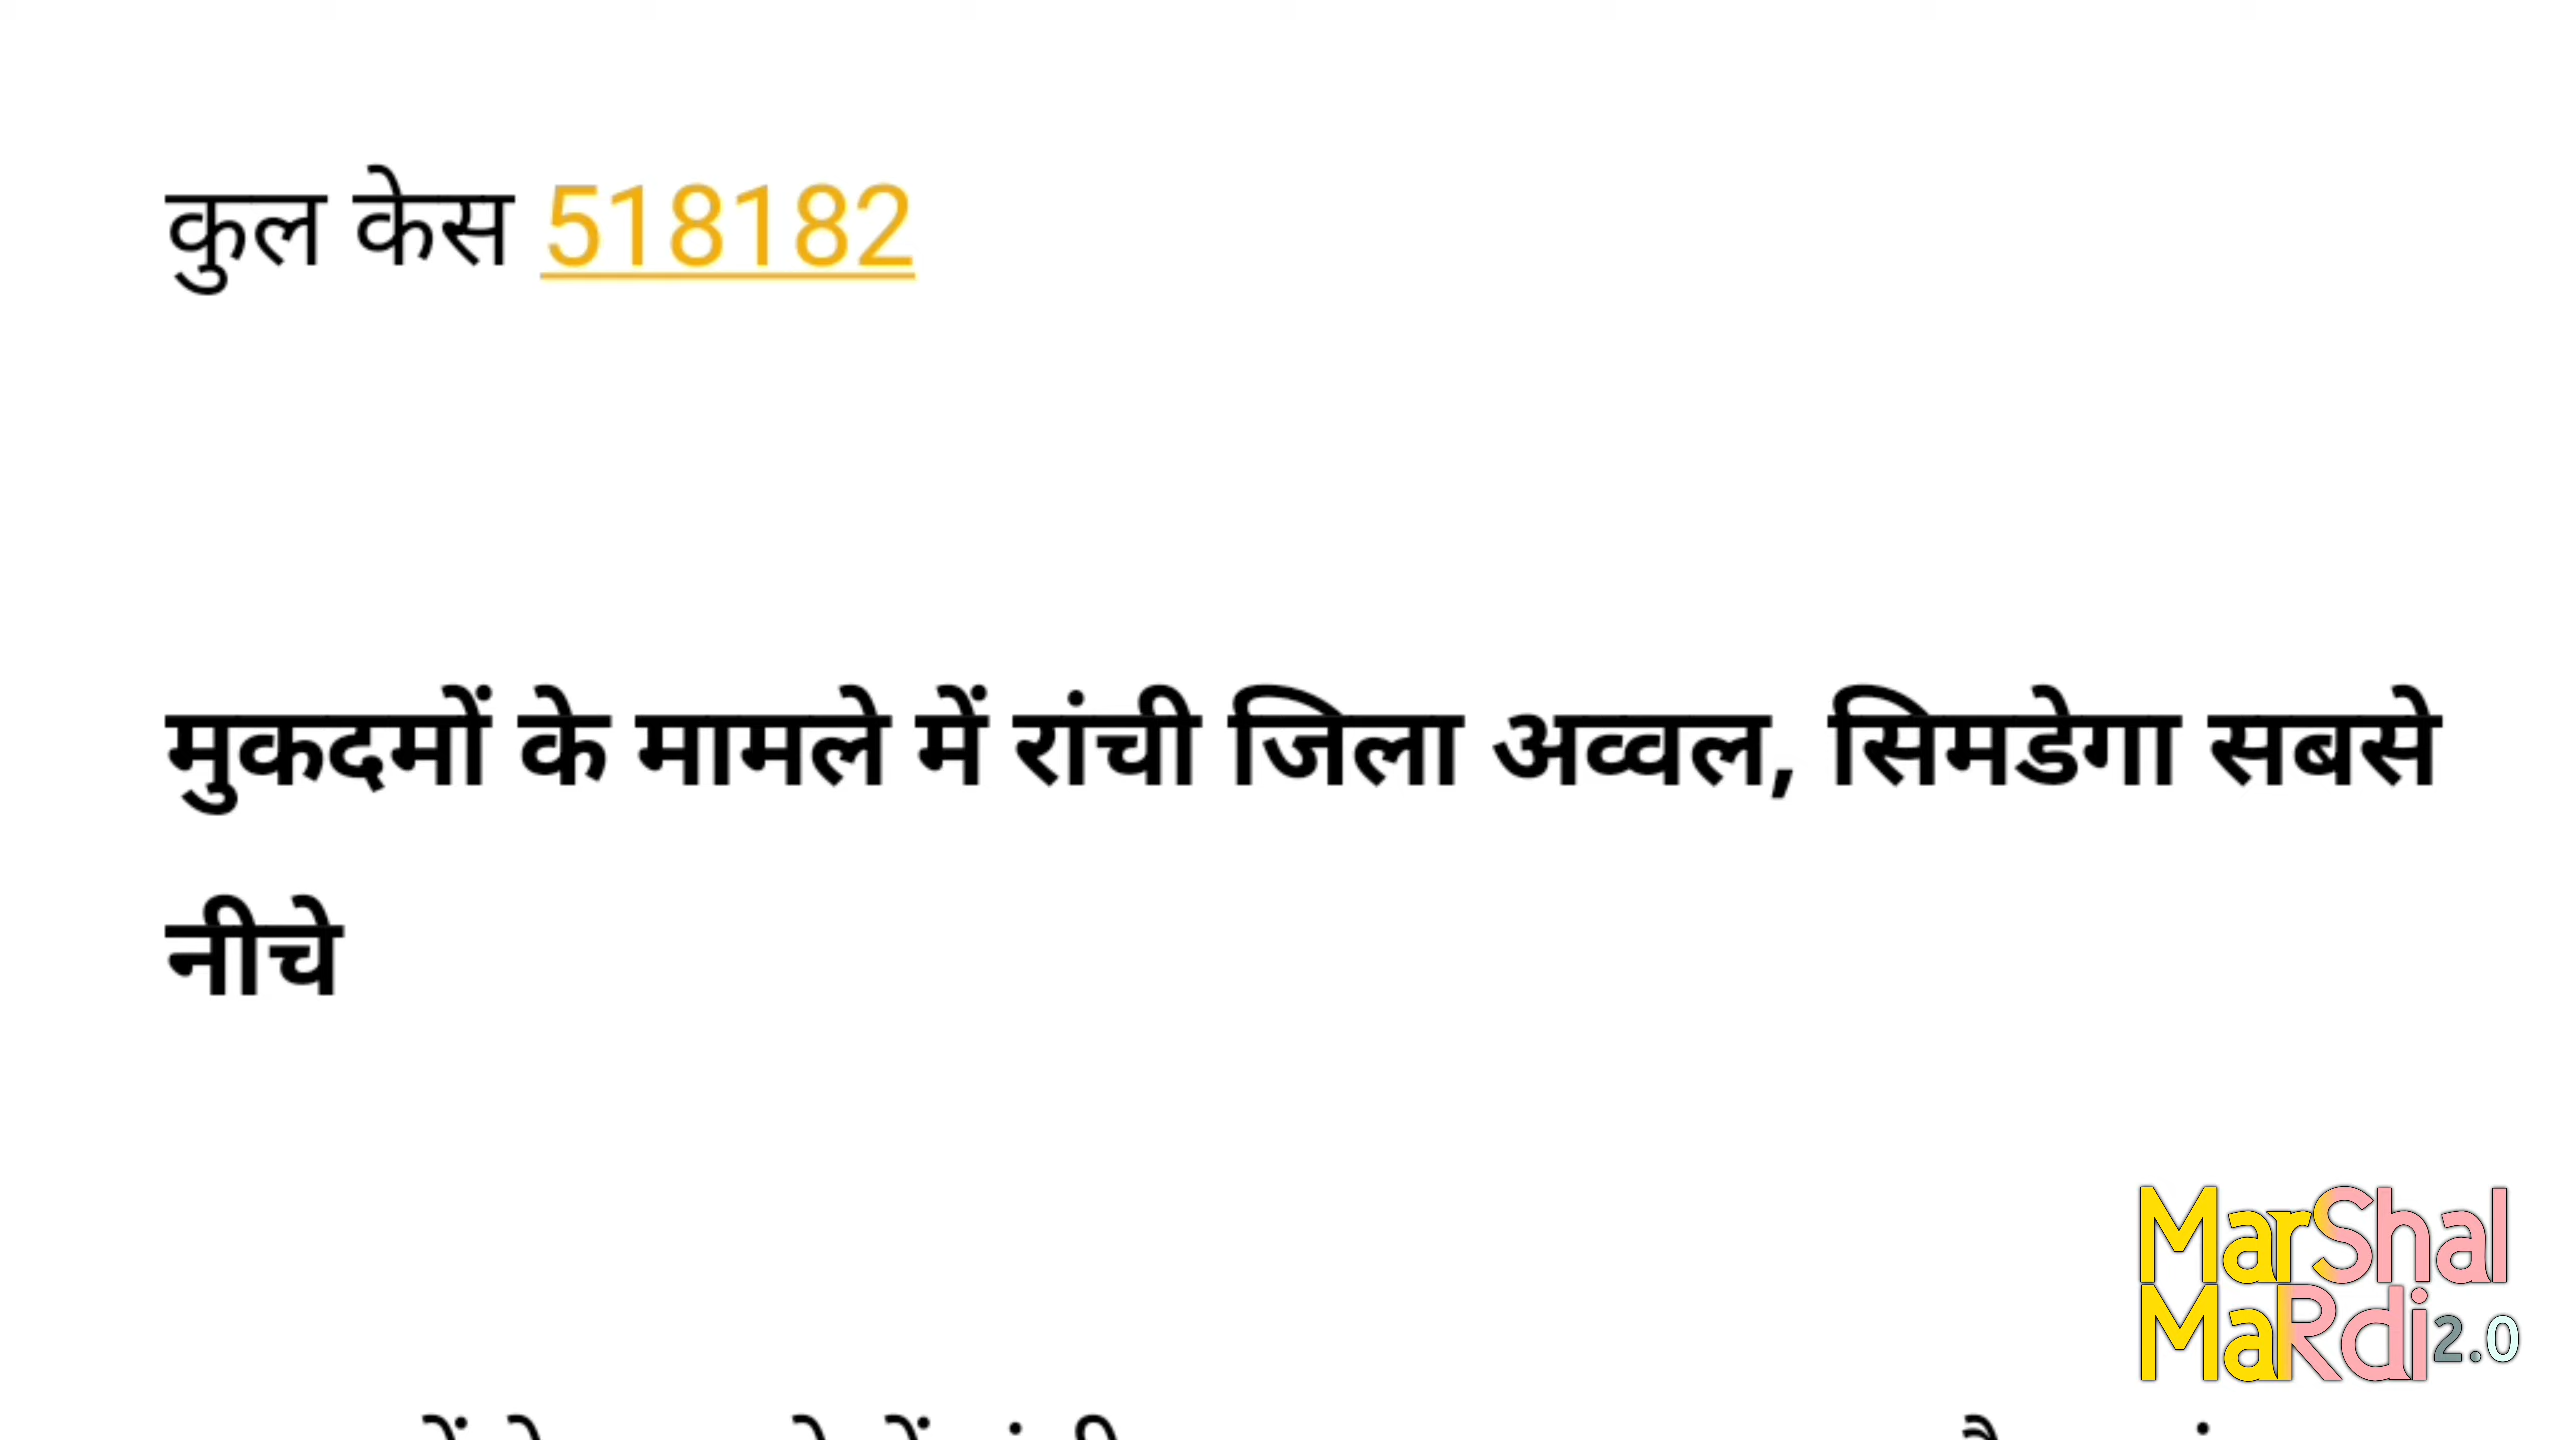 कुल केस 518182
मुकदमों के मामले में रांची जिला अव्वल, सिमडेगा सबसे
नीचे
MarShal
MaRdi2.0